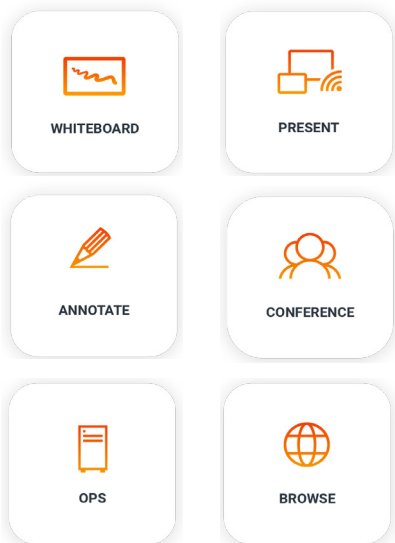 WHITEBOARD
PRESENT
ANNOTATE
CONFERENCE
OPS
BROWSE